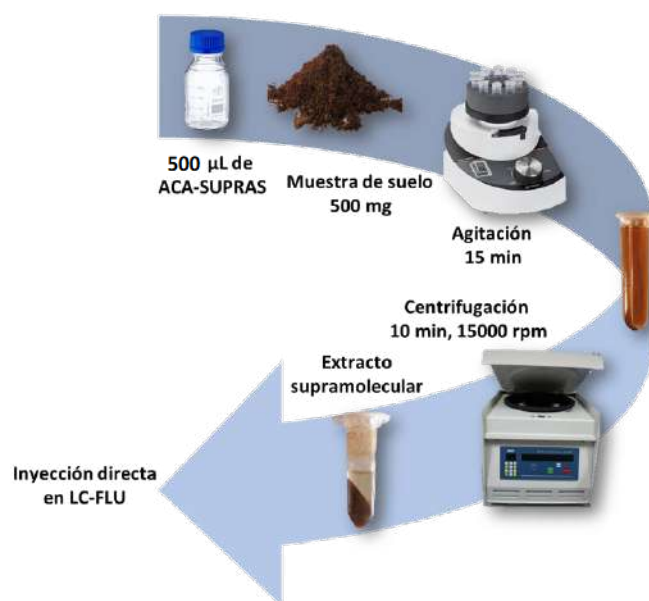 500 µL de
ACA-SUPRAS
Muestra de suelo
500 mg
Agitación
15 min
Centrifugación
10 min, 15000 rpm
Extracto
supramolecular
Inyección directa
en LC-FLU